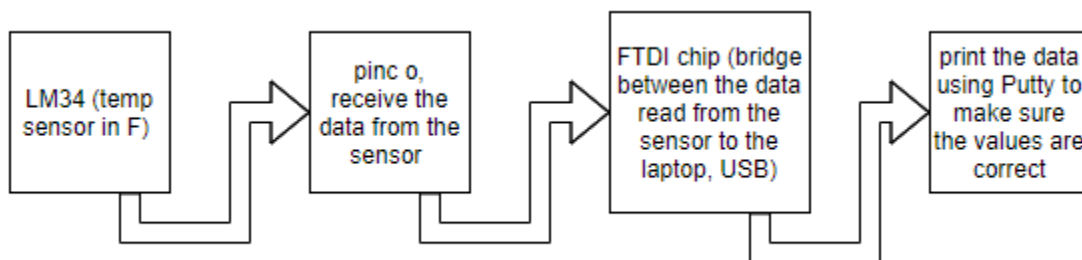 LM34 (temp
sensor in F)
pinc o,
receive the
data from the
sensor
FTDI chip (bridge
between the data
read from the
sensor to the
laptop, USB)
print the data
using Putty to
make sure
the values are
correct